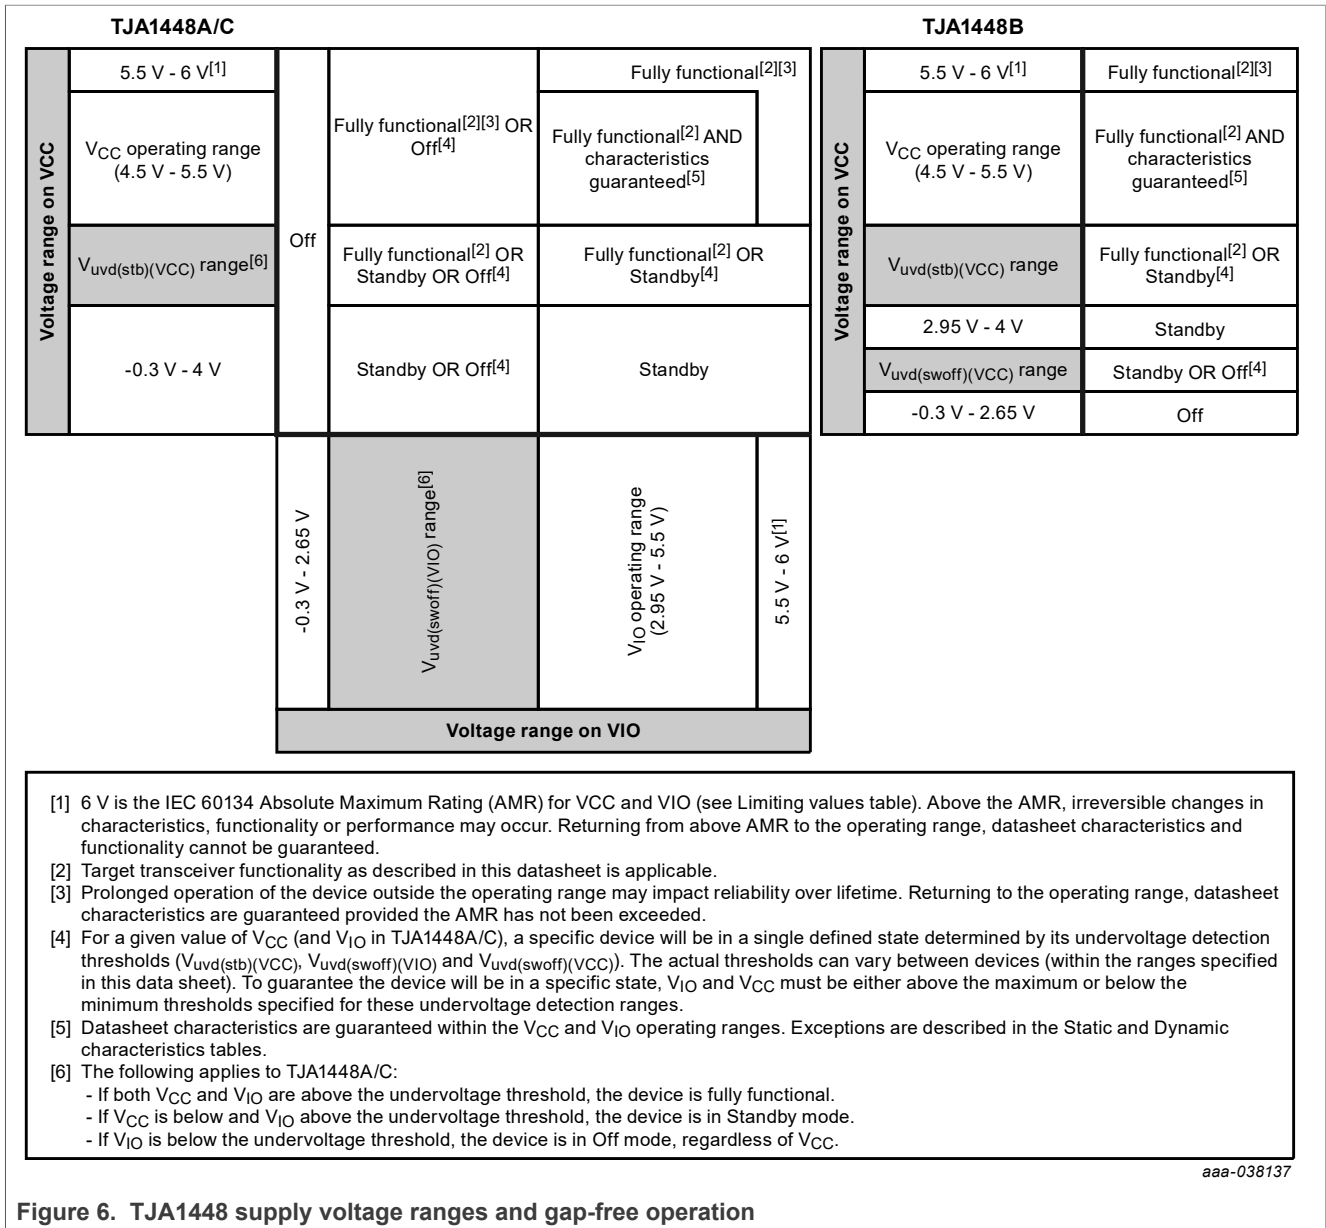 TJA1448A/C
TJA1448B
Voltage range on VCC
5.5 V - 6 V[1]
VCC operating range
(4.5 V - 5.5 V)
Vuvd(stb)(VCC) range[6]
-0.3 V - 4 V
Off
Fully functional[2][3] OR
Off[4]
Fully functional[2][3]
Fully functional[2] AND
characteristics
guaranteed[5]
Fully functional[2] OR
Standby OR Off[4]
Fully functional[2] OR
Standby[4]
Standby OR Off[4]
Standby
-0.3 V - 2.65 V
Vuvd(swoff)(VIO) range[6]
VIO operating range
(2.95 V - 5.5 V)
5.5 V - 6 V[1]
Voltage range on VIO
Voltage range on VCC
5.5 V - 6 V[1]
Fully functional[2][3]
VCC operating range
(4.5 V - 5.5 V)
Fully functional[2] AND
characteristics
guaranteed[5]
Vuvd(stb)(VCC) range
Fully functional[2] OR
Standby[4]
2.95 V - 4 V
Standby
Vuvd(swoff)(VCC) range
Standby OR Off[4]
-0.3 V - 2.65 V
Off
[1] 6 V is the IEC 60134 Absolute Maximum Rating (AMR) for VCC and VIO (see Limiting values table). Above the AMR, irreversible changes in
characteristics, functionality or performance may occur. Returning from above AMR to the operating range, datasheet characteristics and
functionality cannot be guaranteed.
[2] Target transceiver functionality as described in this datasheet is applicable.
[3] Prolonged operation of the device outside the operating range may impact reliability over lifetime. Returning to the operating range, datasheet
characteristics are guaranteed provided the AMR has not been exceeded.
[4] For a given value of VCC (and VIO in TJA1448A/C), a specific device will be in a single defined state determined by its undervoltage detection
thresholds (Vuvd(stb)(VCC), Vuvd(swoff)(VIO) and Vuvd(swoff)(VCC)). The actual thresholds can vary between devices (within the ranges specified
in this data sheet). To guarantee the device will be in a specific state, VIO and VCC must be either above the maximum or below the
minimum thresholds specified for these undervoltage detection ranges.
[5] Datasheet characteristics are guaranteed within the VCC and VIO operating ranges. Exceptions are described in the Static and Dynamic
characteristics tables.
[6] The following applies to TJA1448A/C:
- If both VCC and VIO are above the undervoltage threshold, the device is fully functional.
- If VCC is below and VIO above the undervoltage threshold, the device is in Standby mode.
- If VIO is below the undervoltage threshold, the device is in Off mode, regardless of VCC.
aaa-038137
Figure 6. TJA1448 supply voltage ranges and gap-free operation